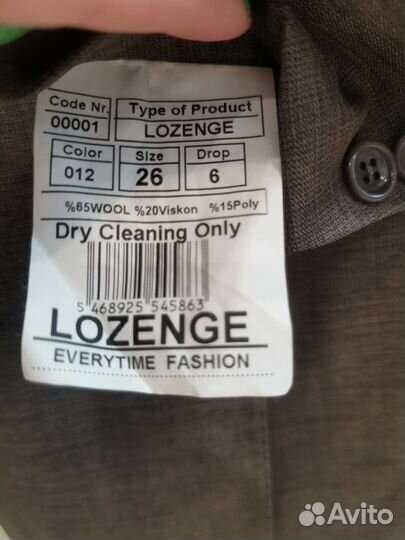 Code Nr. Type of Product
00001 LOZENGE
Color Size Drop
012 26 6
%65WOOL %20Viskon %15Poly
Dry Cleaning Only
5 468925 545863
LOZENGE
EVERYTIME FASHION
Avito